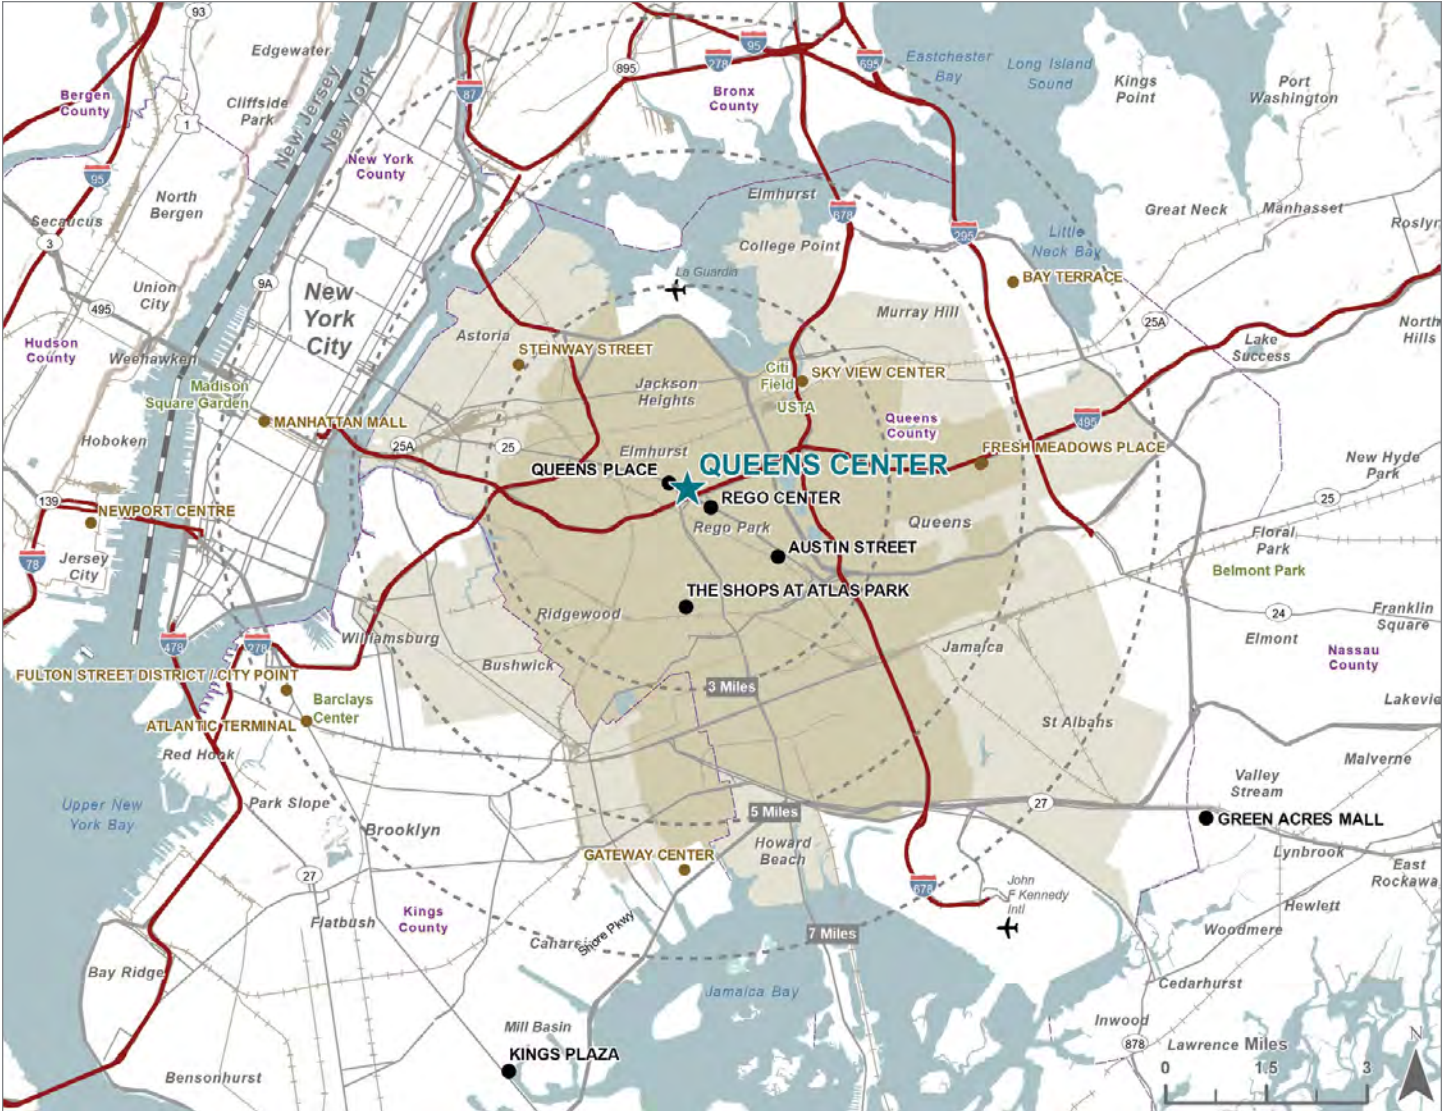 93
Edgewater
95
278
895
695
Eastchester
Bay
Long Island
Sound
Kings
Point
Port
Washington
Bergen
County
Cliffside
Park
87
Bronx
County
1
New Jersey
New York
New York
County
95
North
Bergen
Elmhurst
678
295
Great Neck
Manhasset
Roslyn
Secaucus
3
College Point
Little
Neck Bay
La Guardia
BAY TERRACE
Union
City
9A
New
York
City
495
Murray Hill
25A
North
Hills
Hudson
County
Weehawken
Astoria
STEINWAY STREET
Lake
Success
Madison
Square Garden
Jackson
Heights
Citi
Field
SKY VIEW CENTER
USTA
MANHATTAN MALL
Queens
County
495
Hoboken
25A
25
Elmhurst
FRESH MEADOWS PLACE
QUEENS PLACE
QUEENS CENTER
New Hyde
Park
139
NEWPORT CENTRE
REGO CENTER
Rego Park
Queens
25
78
Jersey
City
AUSTIN STREET
Floral
Park
Belmont Park
THE SHOPS AT ATLAS PARK
Ridgewood
24
Franklin
Square
Elmont
478
278
Williamsburg
Bushwick
Jamaica
Nassau
County
FULTON STREET DISTRICT / CITY POINT
3 Miles
Barclays
Center
Lakevie
ATLANTIC TERMINAL
St Albans
Red Hook
Malverne
Valley
Stream
Upper New
York Bay
Park Slope
5 Miles
27
GREEN ACRES MALL
Brooklyn
Howard
Beach
GATEWAY CENTER
Lynbrook
East
Rockawa
27
678
John
F Kennedy
Intl
Kings
County
Flatbush
Hewlett
7 Miles
Woodmere
Shore Pkwy
Canarsi
Bay Ridge
Cedarhurst
Jamaica Bay
Mill Basin
Inwood
KINGS PLAZA
878
Lawrence
Miles
N
0
1.5
3
Bensonhurst